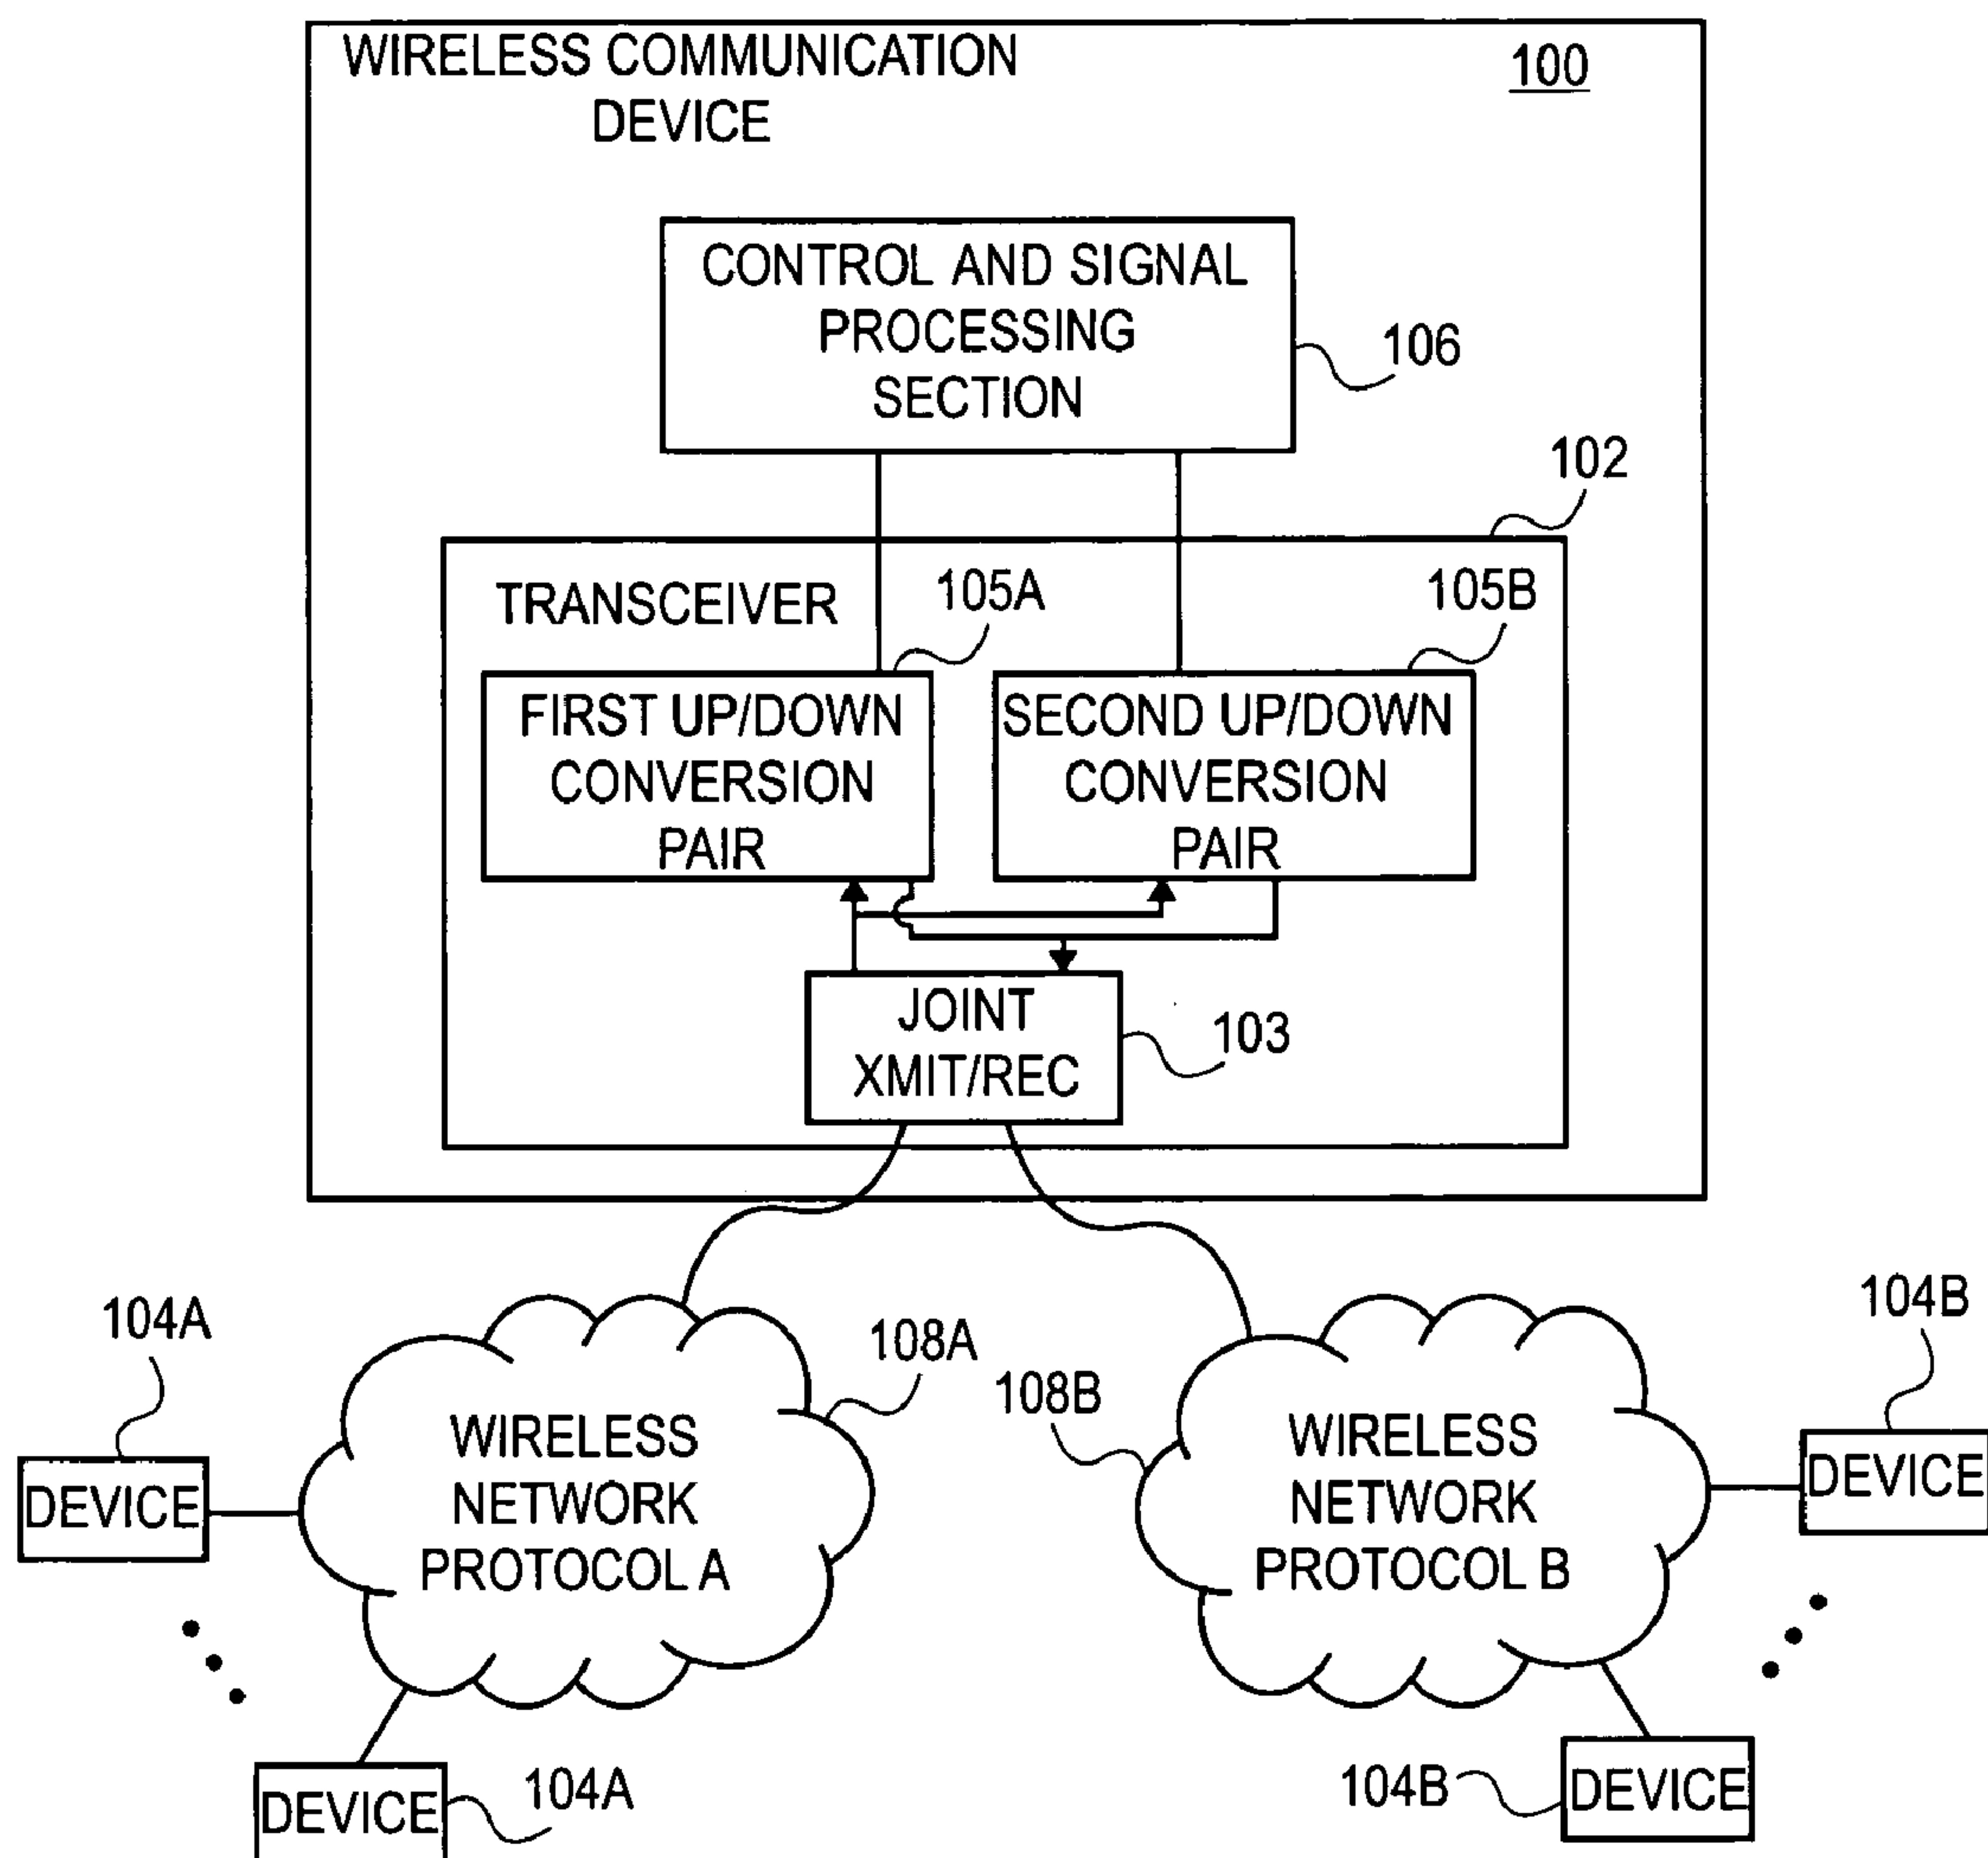 WIRELESS COMMUNICATION
DEVICE
100
CONTROL AND SIGNAL
PROCESSING
SECTION
106
102
TRANSCEIVER
105A
105B
FIRST UP/DOWN
CONVERSION
PAIR
SECOND UP/DOWN
CONVERSION
PAIR
JOINT
XMIT/REC
103
104A
108A
108B
104B
WIRELESS
NETWORK
PROTOCOL A
WIRELESS
NETWORK
PROTOCOL B
DEVICE
DEVICE
DEVICE
104A
104B
DEVICE